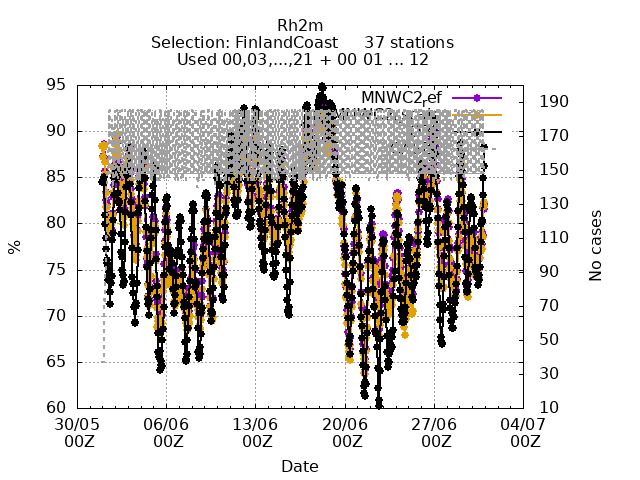 Rh2m
Selection: FinlandCoast 37 stations
Used 00,03,...,21 + 00 01 ... 12
MNWC2ref
95
90
85
80
75
70
65
60
190
170
150
130
110
90
70
50
30
10
%
No cases
30/05 06/06 13/06 20/06 27/06 04/07
00Z 00Z 00Z 00Z 00Z 00Z
Date